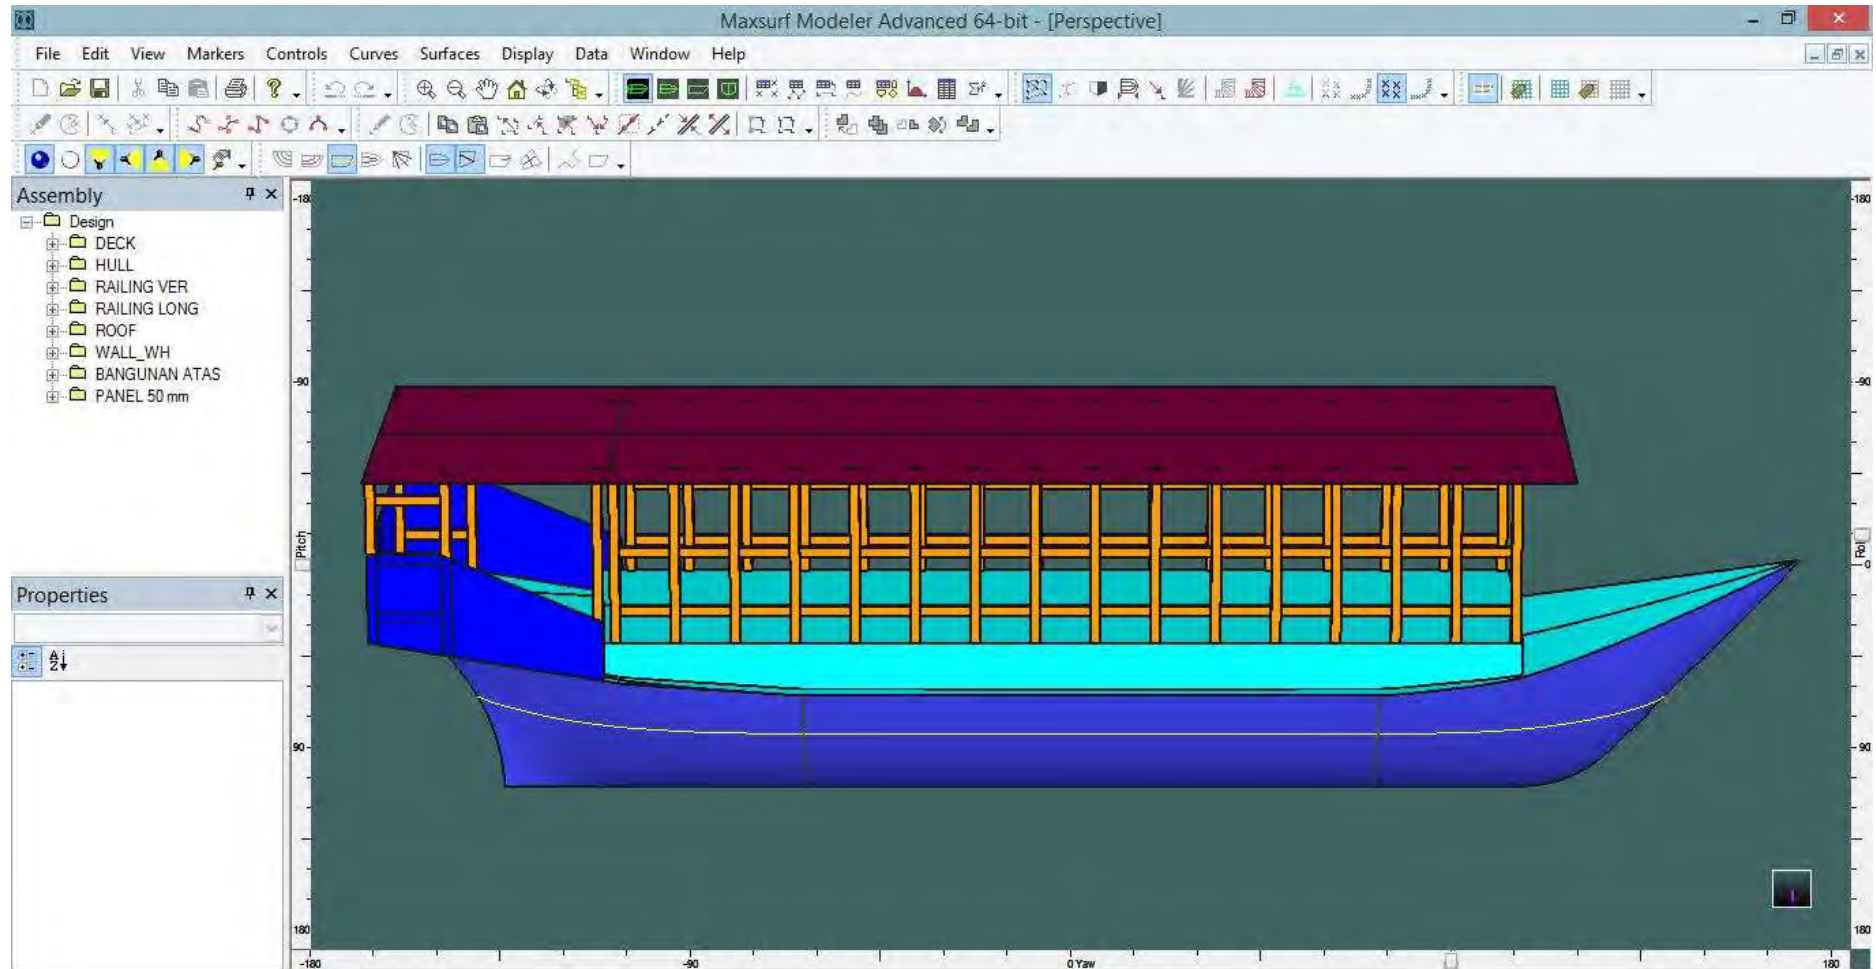 Maxsurf Modeler Advanced 64-bit - [Perspective]
File Edit View Markers Controls Curves Surfaces Display Data Window Help
Assembly
Design
DECK
HULL
RAILING VER
RAILING LONG
ROOF
WALL_WH
BANGUNAN ATAS
PANEL 50 mm
Properties
-180
-90
Pitch
90
180
-180
-90
0
90
180
-180
-90
0 Yaw
180